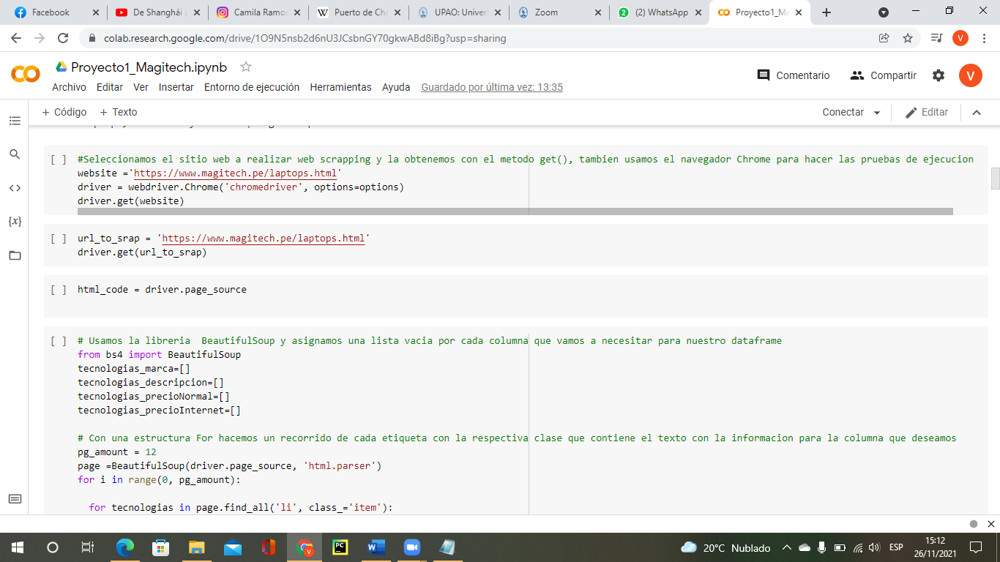 Facebook
De Shanghái a
Camila Ramos
Puerto de Cha
UPAO: Univer
Zoom
(2) WhatsApp
Proyecto1_Ma
colab.research.google.com/drive/1O9N5nsb2d6nU3JCsbnGY70gkwABd8iBg?usp=sharing
V
Proyecto1_Magitech.ipynb
Archivo Editar Ver Insertar Entorno de ejecución Herramientas Ayuda Guardado por última vez: 13:35
Comentario Compartir V
+ Código + Texto
Conectar Editar
[ ] #Seleccionamos el sitio web a realizar web scrapping y la obtenemos con el metodo get(), tambien usamos el navegador Chrome para hacer las pruebas de ejecucion
website ='https://www.magitech.pe/laptops.html'
driver = webdriver.Chrome('chromedriver', options=options)
driver.get(website)
[ ] url_to_srap = 'https://www.magitech.pe/laptops.html'
driver.get(url_to_srap)
[ ] html_code = driver.page_source
[ ] # Usamos la libreria  BeautifulSoup y asignamos una lista vacia por cada columna que vamos a necesitar para nuestro dataframe
from bs4 import BeautifulSoup
tecnologias_marca=[]
tecnologias_descripcion=[]
tecnologias_precioNormal=[]
tecnologias_precioInternet=[]
# Con una estructura For hacemos un recorrido de cada etiqueta con la respectiva clase que contiene el texto con la informacion para la columna que deseamos
pg_amount = 12
page =BeautifulSoup(driver.page_source, 'html.parser')
for i in range(0, pg_amount):
for tecnologias in page.find_all('li', class_='item'):
20°C Nublado
ESP
15:12
26/11/2021